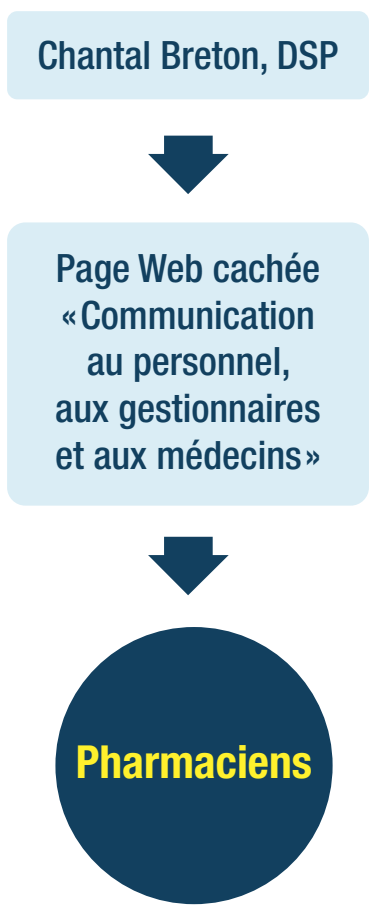 Chantal Breton, DSP
Page Web cachée
«Communication
au personnel,
aux gestionnaires
et aux médecins»
Pharmaciens